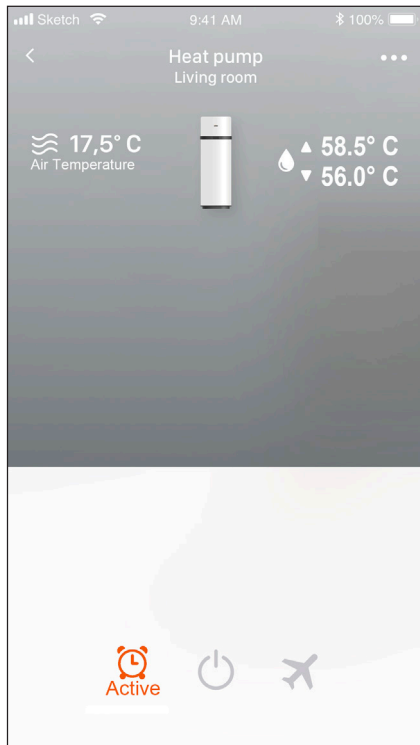 Sketch 9:41 AM 100%
Heat pump
Living room
17,5° C
Air Temperature
▲ 58.5° C
▼ 56.0° C
Active